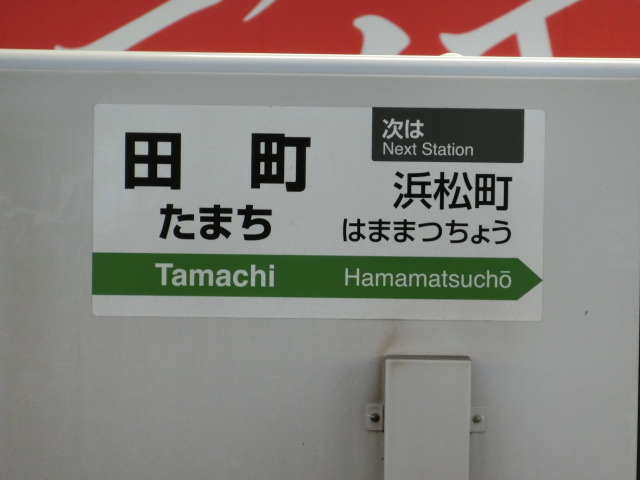 田町
たまち
Tamachi
次は
Next Station
浜松町
はままつちょう
Hamamatsuchō